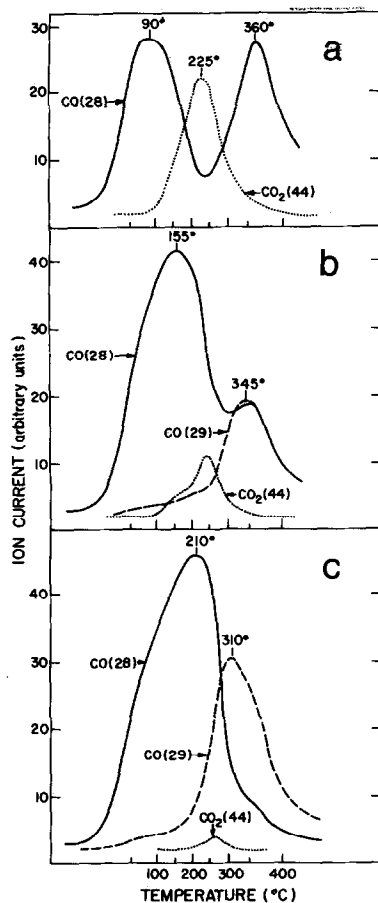 30
20
10
90°
225°
360°
a
CO(28)
CO₂(44)
40
30
20
10
155°
345°
b
CO(28)
CO(29)
CO₂(44)
ION CURRENT (arbitrary units)
40
30
20
10
210°
310°
c
CO(28)
CO(29)
CO₂(44)
100 200 300 400
TEMPERATURE (°C)